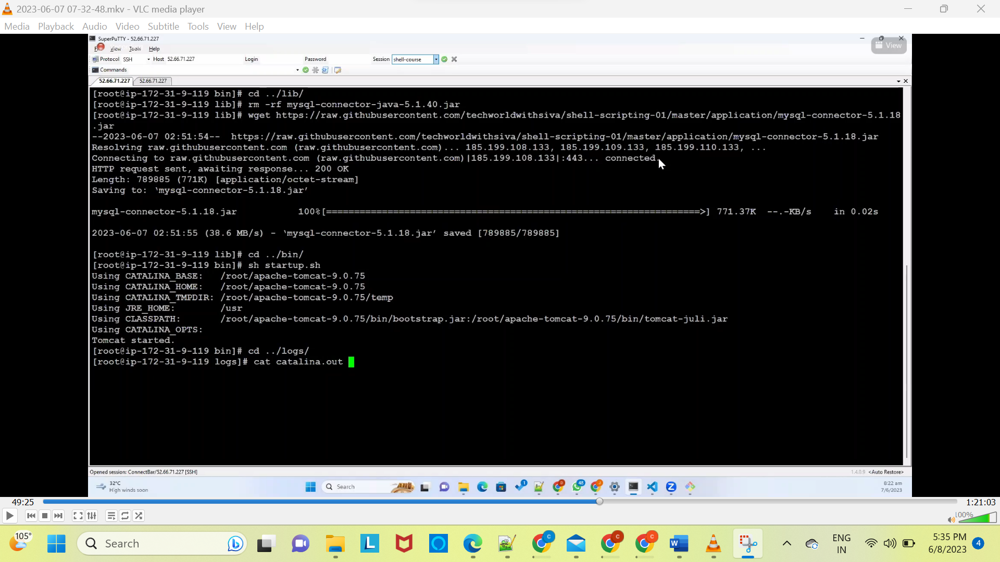 2023-06-07 07-32-48.mkv - VLC media player
Media Playback Audio Video Subtitle Tools View Help
SuperPuTTY - 52.66.71.227
View Tools Help
View
Protocol SSH Host 52.66.71.227 Login Password Session shell-course
Commands
52.66.71.227 52.66.71.227
[root@ip-172-31-9-119 bin]# cd ../lib/
[root@ip-172-31-9-119 lib]# rm -rf mysql-connector-java-5.1.40.jar
[root@ip-172-31-9-119 lib]# wget https://raw.githubusercontent.com/techworldwithsiva/shell-scripting-01/master/application/mysql-connector-5.1.18
.jar
--2023-06-07 02:51:54-- https://raw.githubusercontent.com/techworldwithsiva/shell-scripting-01/master/application/mysql-connector-5.1.18.jar
Resolving raw.githubusercontent.com (raw.githubusercontent.com)... 185.199.108.133, 185.199.109.133, 185.199.110.133, ...
Connecting to raw.githubusercontent.com (raw.githubusercontent.com)|185.199.108.133|:443... connected.
HTTP request sent, awaiting response... 200 OK
Length: 789885 (771K) [application/octet-stream]
Saving to: ‘mysql-connector-5.1.18.jar’
mysql-connector-5.1.18.jar 100%[===================================================================>] 771.37K --.-KB/s in 0.02s
2023-06-07 02:51:55 (38.6 MB/s) - ‘mysql-connector-5.1.18.jar’ saved [789885/789885]
[root@ip-172-31-9-119 lib]# cd ../bin/
[root@ip-172-31-9-119 bin]# sh startup.sh
Using CATALINA_BASE: /root/apache-tomcat-9.0.75
Using CATALINA_HOME: /root/apache-tomcat-9.0.75
Using CATALINA_TMPDIR: /root/apache-tomcat-9.0.75/temp
Using JRE_HOME: /usr
Using CLASSPATH: /root/apache-tomcat-9.0.75/bin/bootstrap.jar:/root/apache-tomcat-9.0.75/bin/tomcat-juli.jar
Using CATALINA_OPTS:
Tomcat started.
[root@ip-172-31-9-119 bin]# cd ../logs/
[root@ip-172-31-9-119 logs]# cat catalina.out
Opened session: ConnectBar/52.66.71.227 [SSH] 1.4.0.9 <Auto Restore>
32°C
High winds soon
Search
1
48
8:22 am
7/6/2023
49:25 1:21:03
100%
105°
Search
ENG
IN
5:35 PM
6/8/2023
4